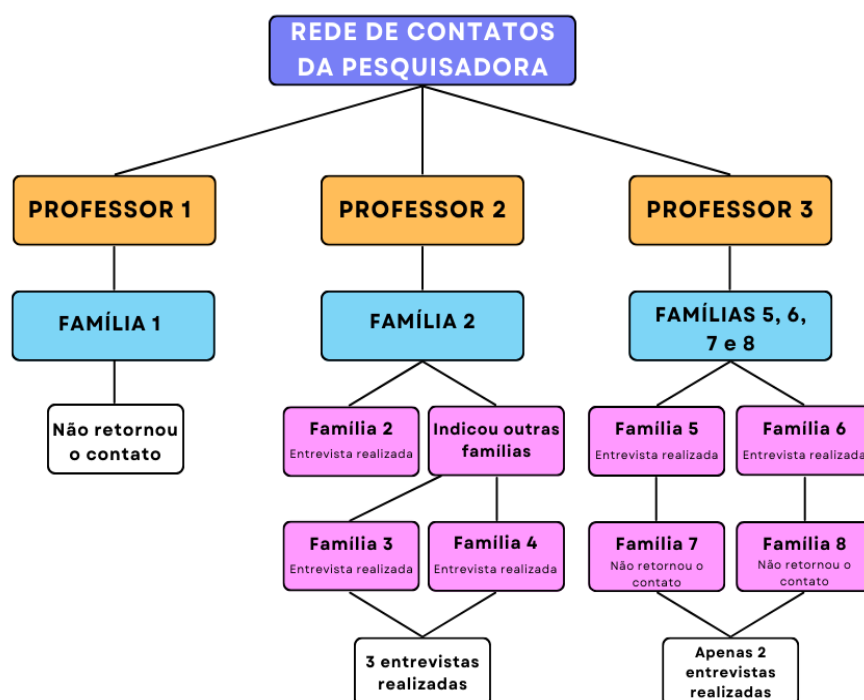 REDE DE CONTATOS
DA PESQUISADORA
PROFESSOR 1
PROFESSOR 2
PROFESSOR 3
FAMÍLIA 1
FAMÍLIA 2
FAMÍLIAS 5, 6,
7 e 8
Não retornou
o contato
Família 2
Entrevista realizada
Indicou outras
famílias
Família 5
Entrevista realizada
Família 6
Entrevista realizada
Família 3
Entrevista realizada
Família 4
Entrevista realizada
Família 7
Não retornou o
contato
Família 8
Não retornou o
contato
3 entrevistas
realizadas
Apenas 2
entrevistas
realizadas